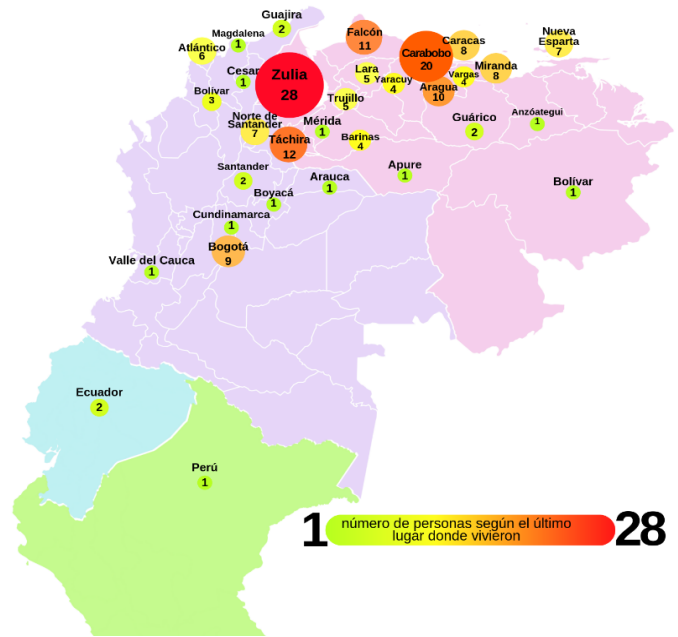 Guajira
2
Magdalena
1
Atlántico
6
Cesar
1
Bolívar
3
Zulia
28
Falcón
11
Carabobo
20
Caracas
8
Nueva
Esparta
7
Lara
5
Yaracuy
4
Vargas
4
Miranda
8
Aragua
10
Trujillo
5
Norte de
Santander
7
Táchira
12
Mérida
1
Barinas
4
Guárico
2
Anzóategui
1
Santander
2
Boyacá
1
Arauca
1
Apure
1
Bolívar
1
Cundinamarca
1
Bogotá
9
Valle del Cauca
1
Ecuador
2
Perú
1
1
número de personas según el último
lugar donde vivieron
28